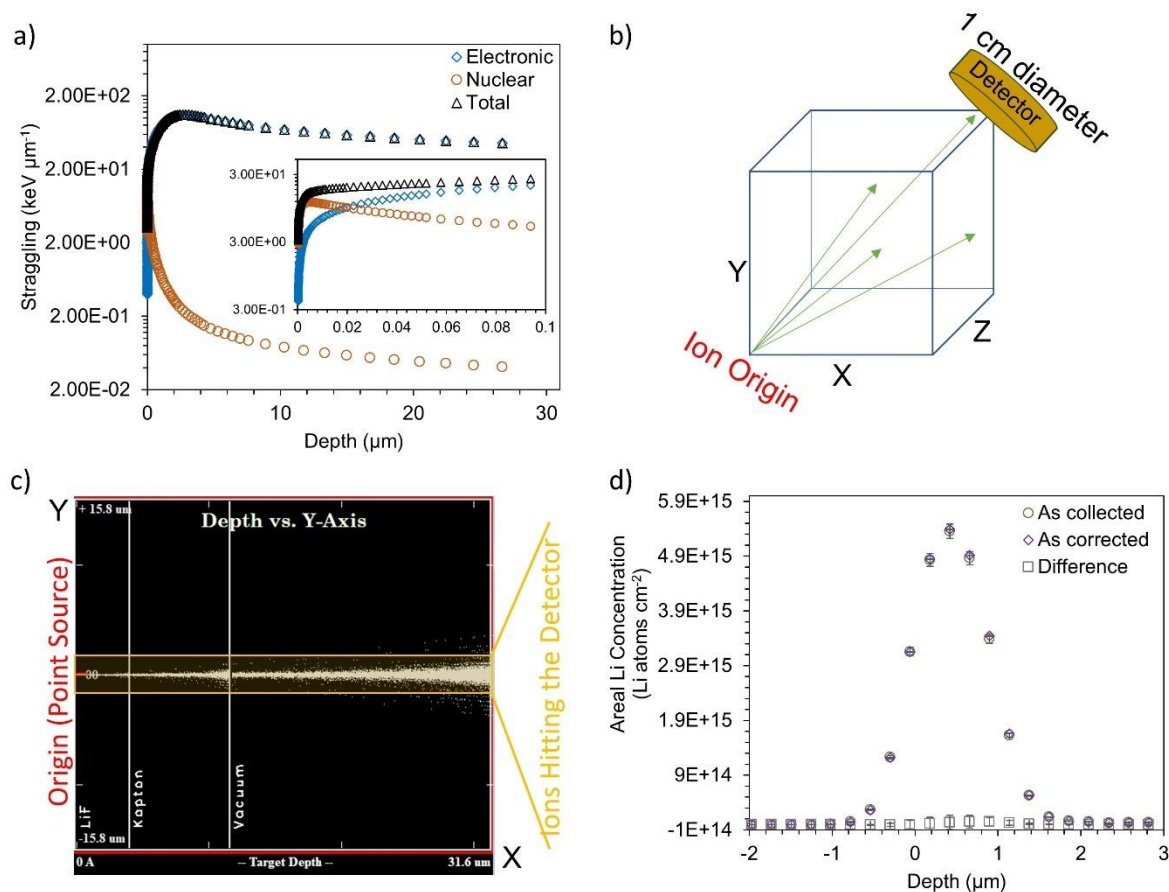 a)
Electronic
Nuclear
Total
Straggling (keV µm⁻¹)
2.00E+02
2.00E+01
2.00E+00
2.00E-01
2.00E-02
0
10
20
30
Depth (µm)
3.00E+01
3.00E+00
3.00E-01
0
0.02
0.04
0.06
0.08
0.1
b)
1 cm diameter
Detector
Y
X
Z
Ion Origin
c)
Y
Origin (Point Source)
+ 15.8 um
Depth vs. Y-Axis
LiF
Kapton
Vacuum
-15.8 um
0 A
-- Target Depth --
31.6 um
X
Ions Hitting the Detector
d)
As collected
As corrected
Difference
Areal Li Concentration
(Li atoms cm⁻²)
5.9E+15
4.9E+15
3.9E+15
2.9E+15
1.9E+15
9E+14
-1E+14
-2
-1
0
1
2
3
Depth (µm)